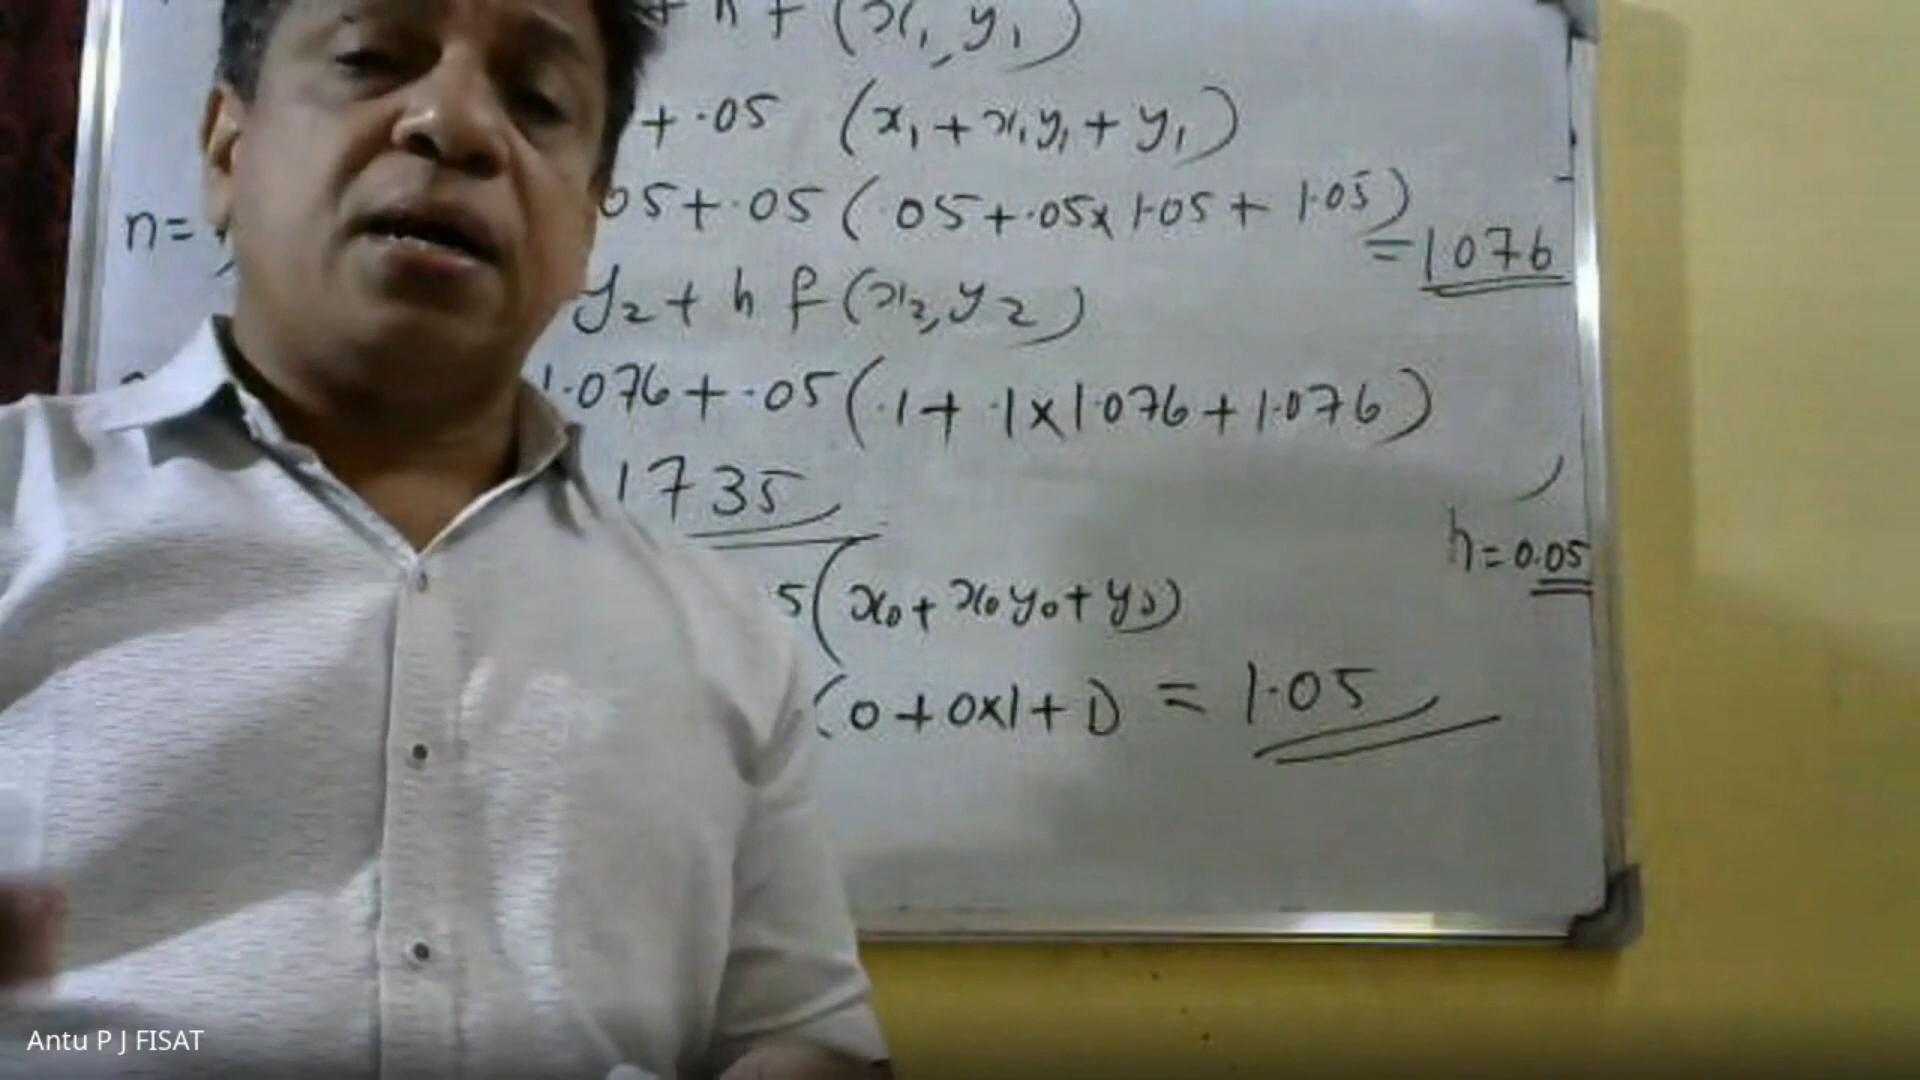 + h f (x₁, y₁)
+ .05 (x₁ + x₁y₁ + y₁)
05 + .05 (.05 + .05 x 1.05 + 1.05)
n=
= 1.076
y₂ + h f (x₂, y₂)
1.076 + .05 (.1 + .1 x 1.076 + 1.076)
1735
h = 0.05
5 (x₀ + x₀y₀ + y₀)
(0 + 0x1 + 1) = 1.05
Antu P J FISAT